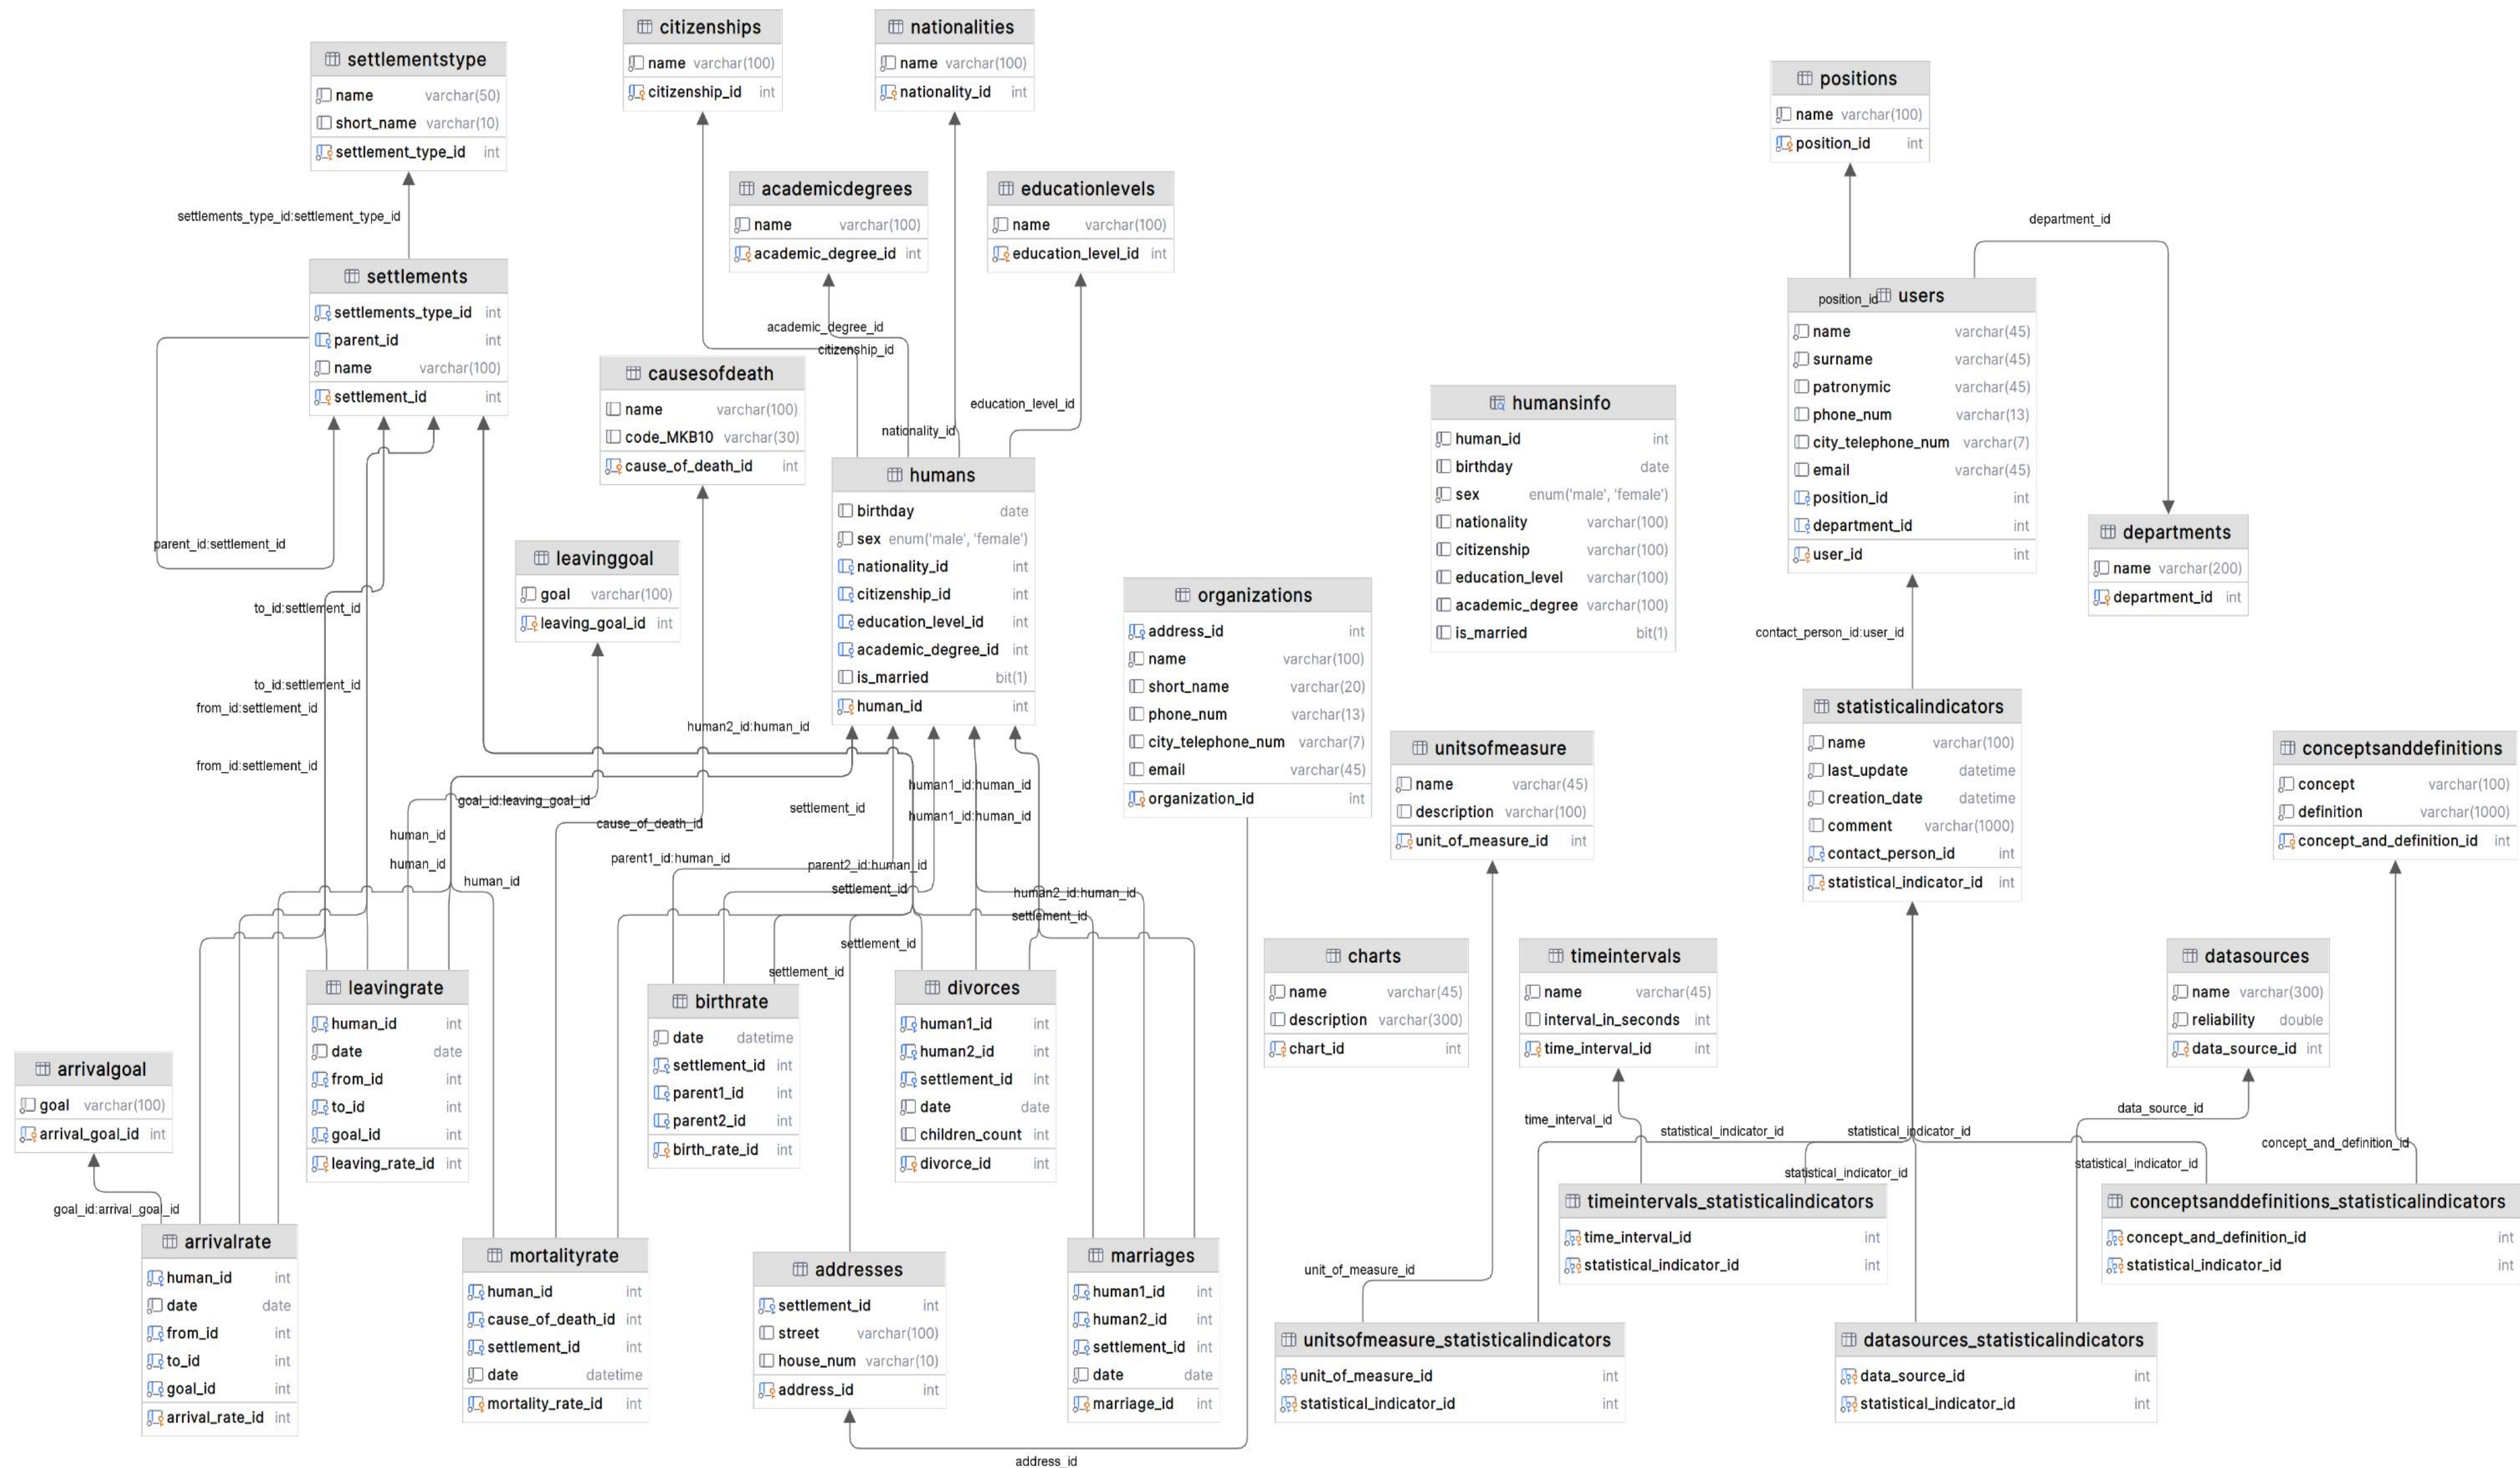 citizenships
name varchar(100)
citizenship_id int
nationalities
name varchar(100)
nationality_id int
settlementstype
name varchar(50)
short_name varchar(10)
settlement_type_id int
positions
name varchar(100)
position_id int
academicdegrees
name varchar(100)
academic_degree_id int
educationlevels
name varchar(100)
education_level_id int
settlements_type_id:settlement_type_id
department_id
settlements
settlements_type_id int
parent_id int
name varchar(100)
settlement_id int
position_id
users
name varchar(45)
surname varchar(45)
patronymic varchar(45)
phone_num varchar(13)
city_telephone_num varchar(7)
email varchar(45)
position_id int
department_id int
user_id int
academic_degree_id
citizenship_id
causesofdeath
name varchar(100)
code_MKB10 varchar(30)
cause_of_death_id int
education_level_id
nationality_id
humansinfo
human_id int
birthday date
sex enum('male', 'female')
nationality varchar(100)
citizenship varchar(100)
education_level varchar(100)
academic_degree varchar(100)
is_married bit(1)
humans
birthday date
sex enum('male', 'female')
nationality_id int
citizenship_id int
education_level_id int
academic_degree_id int
is_married bit(1)
human_id int
departments
name varchar(200)
department_id int
parent_id:settlement_id
leavinggoal
goal varchar(100)
leaving_goal_id int
organizations
address_id int
name varchar(100)
short_name varchar(20)
phone_num varchar(13)
city_telephone_num varchar(7)
email varchar(45)
organization_id int
to_id:settlement_id
contact_person_id:user_id
to_id:settlement_id
from_id:settlement_id
human2_id:human_id
statisticalindicators
name varchar(100)
last_update datetime
creation_date datetime
comment varchar(1000)
contact_person_id int
statistical_indicator_id int
unitsofmeasure
name varchar(45)
description varchar(100)
unit_of_measure_id int
conceptsanddefinitions
concept varchar(100)
definition varchar(1000)
concept_and_definition_id int
from_id:settlement_id
human1_id:human_id
goal_id:leaving_goal_id
settlement_id
human1_id:human_id
cause_of_death_id
human_id
parent1_id:human_id
human_id
parent2_id:human_id
human_id
settlement_id
human2_id:human_id
settlement_id
settlement_id
settlement_id
charts
name varchar(45)
description varchar(300)
chart_id int
timeintervals
name varchar(45)
interval_in_seconds int
time_interval_id int
datasources
name varchar(300)
reliability double
data_source_id int
leavingrate
human_id int
date date
from_id int
to_id int
goal_id int
leaving_rate_id int
birthrate
date datetime
settlement_id int
parent1_id int
parent2_id int
birth_rate_id int
divorces
human1_id int
human2_id int
settlement_id int
date date
children_count int
divorce_id int
arrivalgoal
goal varchar(100)
arrival_goal_id int
data_source_id
time_interval_id
statistical_indicator_id
statistical_indicator_id
concept_and_definition_id
statistical_indicator_id
statistical_indicator_id
goal_id:arrival_goal_id
timeintervals_statisticalindicators
time_interval_id int
statistical_indicator_id int
conceptsanddefinitions_statisticalindicators
concept_and_definition_id int
statistical_indicator_id int
arrivalrate
human_id int
date date
from_id int
to_id int
goal_id int
arrival_rate_id int
mortalityrate
human_id int
cause_of_death_id int
settlement_id int
date datetime
mortality_rate_id int
addresses
settlement_id int
street varchar(100)
house_num varchar(10)
address_id int
marriages
human1_id int
human2_id int
settlement_id int
date date
marriage_id int
unit_of_measure_id
unitsofmeasure_statisticalindicators
unit_of_measure_id int
statistical_indicator_id int
datasources_statisticalindicators
data_source_id int
statistical_indicator_id int
address_id